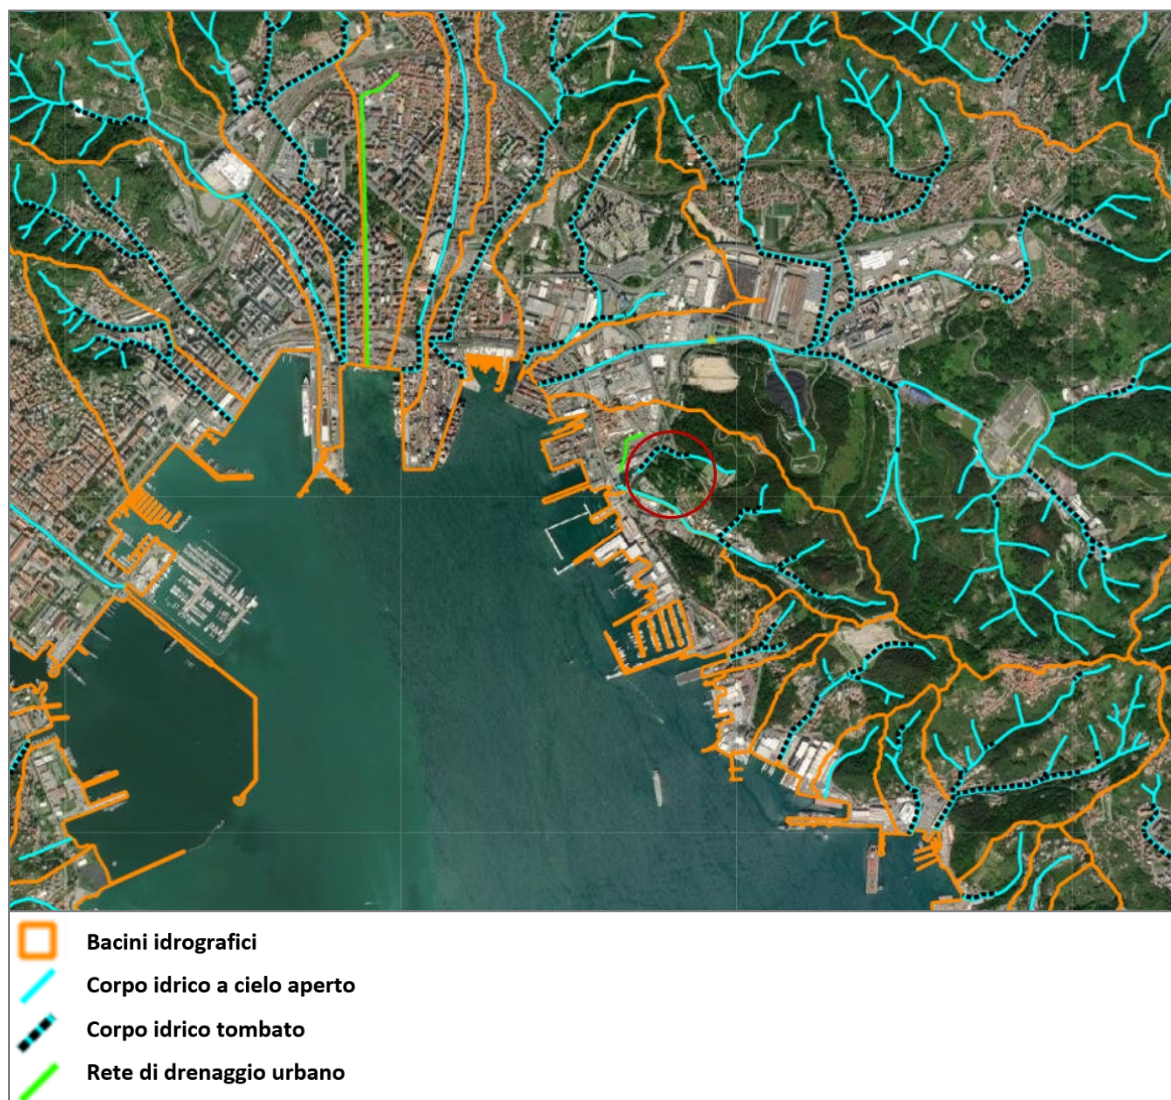 Bacini idrografici
Corpo idrico a cielo aperto
Corpo idrico tombato
Rete di drenaggio urbano